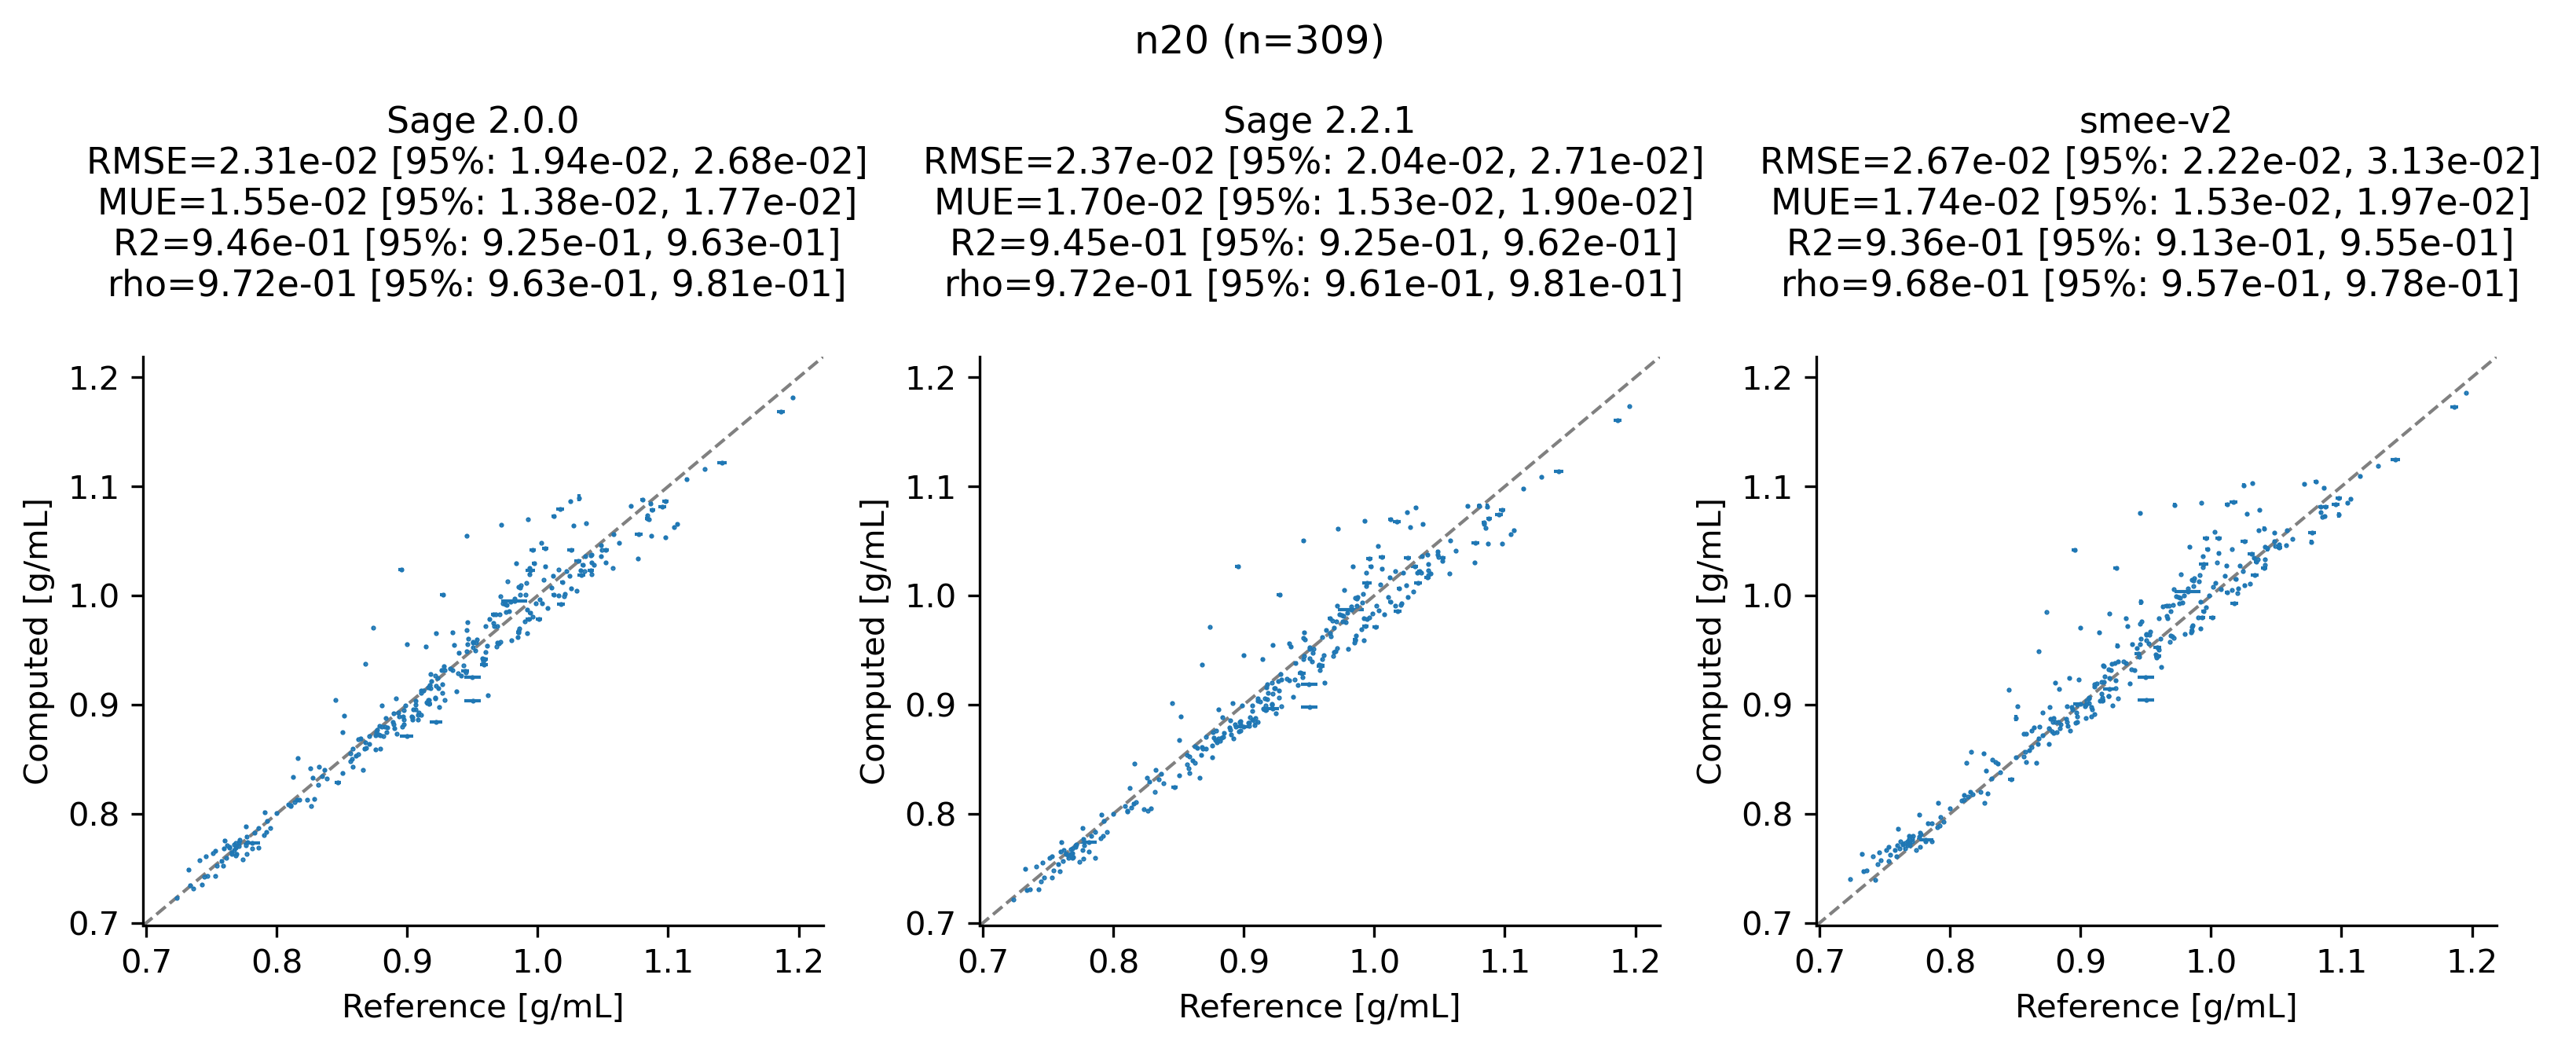 n20 (n=309)
Sage 2.0.0
RMSE=2.31e-02 [95%: 1.94e-02, 2.68e-02]
MUE=1.55e-02 [95%: 1.38e-02, 1.77e-02]
R2=9.46e-01 [95%: 9.25e-01, 9.63e-01]
rho=9.72e-01 [95%: 9.63e-01, 9.81e-01]
1.2
1.1
1.0
0.9
0.8
0.7
Computed [g/mL]
0.7 0.8 0.9 1.0 1.1 1.2
Reference [g/mL]
Sage 2.2.1
RMSE=2.37e-02 [95%: 2.04e-02, 2.71e-02]
MUE=1.70e-02 [95%: 1.53e-02, 1.90e-02]
R2=9.45e-01 [95%: 9.25e-01, 9.62e-01]
rho=9.72e-01 [95%: 9.61e-01, 9.81e-01]
1.2
1.1
1.0
0.9
0.8
0.7
Computed [g/mL]
0.7 0.8 0.9 1.0 1.1 1.2
Reference [g/mL]
smee-v2
RMSE=2.67e-02 [95%: 2.22e-02, 3.13e-02]
MUE=1.74e-02 [95%: 1.53e-02, 1.97e-02]
R2=9.36e-01 [95%: 9.13e-01, 9.55e-01]
rho=9.68e-01 [95%: 9.57e-01, 9.78e-01]
1.2
1.1
1.0
0.9
0.8
0.7
Computed [g/mL]
0.7 0.8 0.9 1.0 1.1 1.2
Reference [g/mL]